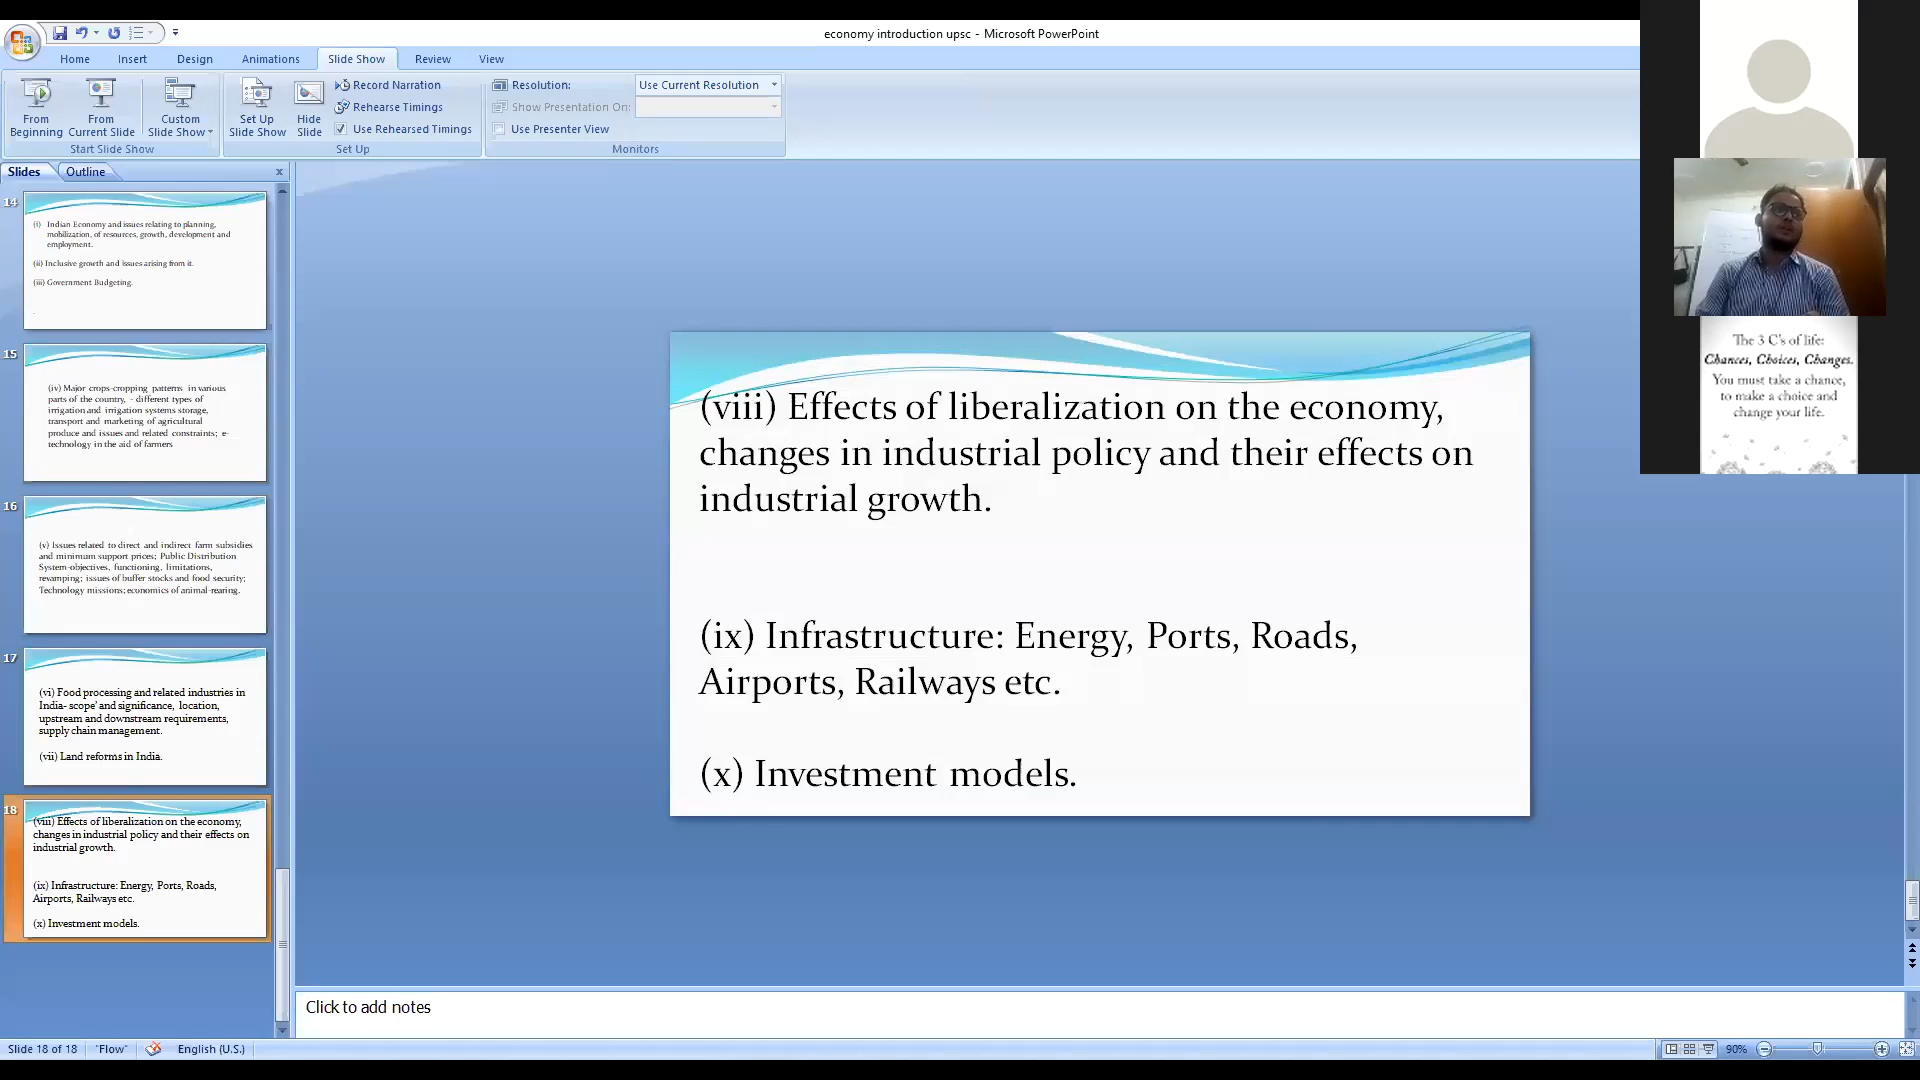 economy introduction upsc - Microsoft PowerPoint
Home Insert Design Animations Slide Show Review View
From Beginning
From Current Slide
Custom Slide Show
Start Slide Show
Set Up Slide Show
Hide Slide
Record Narration
Rehearse Timings
Use Rehearsed Timings
Set Up
Resolution: Use Current Resolution
Show Presentation On:
Use Presenter View
Monitors
Slides Outline x
14
(i) Indian Economy and issues relating to planning,
mobilization, of resources, growth, development and
employment.
(ii) Inclusive growth and issues arising from it.
(iii) Government Budgeting.
.
15
(iv) Major crops-cropping patterns in various
parts of the country, - different types of
irrigation and irrigation systems storage,
transport and marketing of agricultural
produce and issues and related constraints; e-
technology in the aid of farmers
16
(v) Issues related to direct and indirect farm subsidies
and minimum support prices; Public Distribution
System-objectives, functioning, limitations,
revamping; issues of buffer stocks and food security;
Technology missions; economics of animal-rearing.
17
(vi) Food processing and related industries in
India- scope' and significance, location,
upstream and downstream requirements,
supply chain management.
(vii) Land reforms in India.
18
(viii) Effects of liberalization on the economy,
changes in industrial policy and their effects on
industrial growth.
(ix) Infrastructure: Energy, Ports, Roads,
Airports, Railways etc.
(x) Investment models.
(viii) Effects of liberalization on the economy,
changes in industrial policy and their effects on
industrial growth.
(ix) Infrastructure: Energy, Ports, Roads,
Airports, Railways etc.
(x) Investment models.
The 3 C's of life:
Chances, Choices, Changes.
You must take a chance,
to make a choice and
change your life.
Click to add notes
Slide 18 of 18 "Flow" English (U.S.) 90%